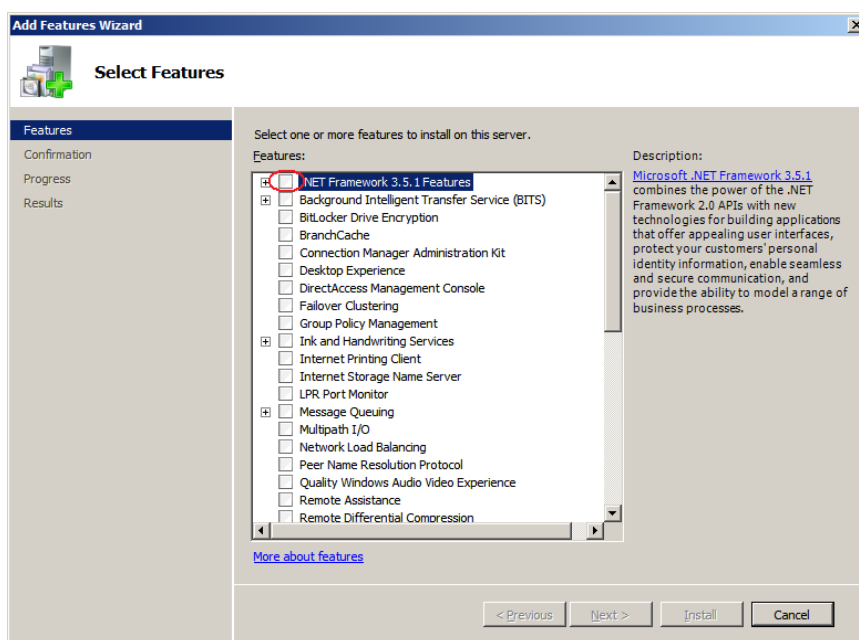 Add Features Wizard
Select Features
Features
Confirmation
Progress
Results
Select one or more features to install on this server.
Features:
.NET Framework 3.5.1 Features
Background Intelligent Transfer Service (BITS)
BitLocker Drive Encryption
BranchCache
Connection Manager Administration Kit
Desktop Experience
DirectAccess Management Console
Failover Clustering
Group Policy Management
Ink and Handwriting Services
Internet Printing Client
Internet Storage Name Server
LPR Port Monitor
Message Queuing
Multipath I/O
Network Load Balancing
Peer Name Resolution Protocol
Quality Windows Audio Video Experience
Remote Assistance
Remote Differential Compression
More about features
Description:
Microsoft .NET Framework 3.5.1
combines the power of the .NET
Framework 2.0 APIs with new
technologies for building applications
that offer appealing user interfaces,
protect your customers' personal
identity information, enable seamless
and secure communication, and
provide the ability to model a range of
business processes.
< Previous
Next >
Install
Cancel